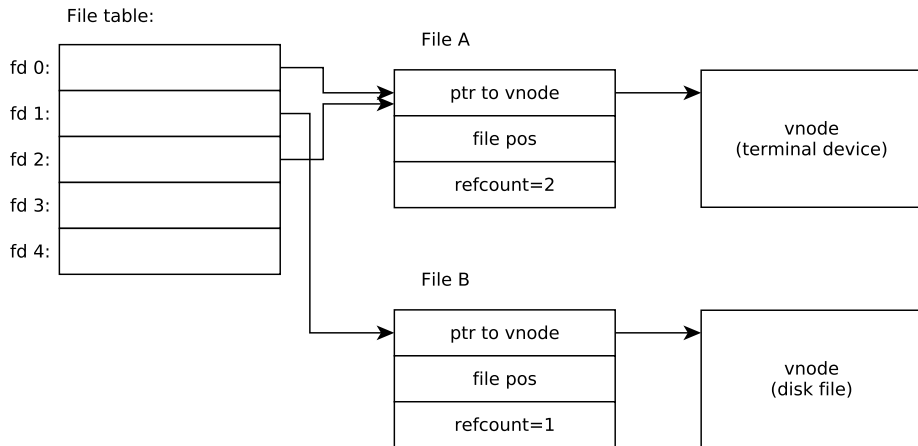 File table:
fd 0:
fd 1:
fd 2:
fd 3:
fd 4:
File A
ptr to vnode
file pos
refcount=2
vnode
(terminal device)
File B
ptr to vnode
file pos
refcount=1
vnode
(disk file)